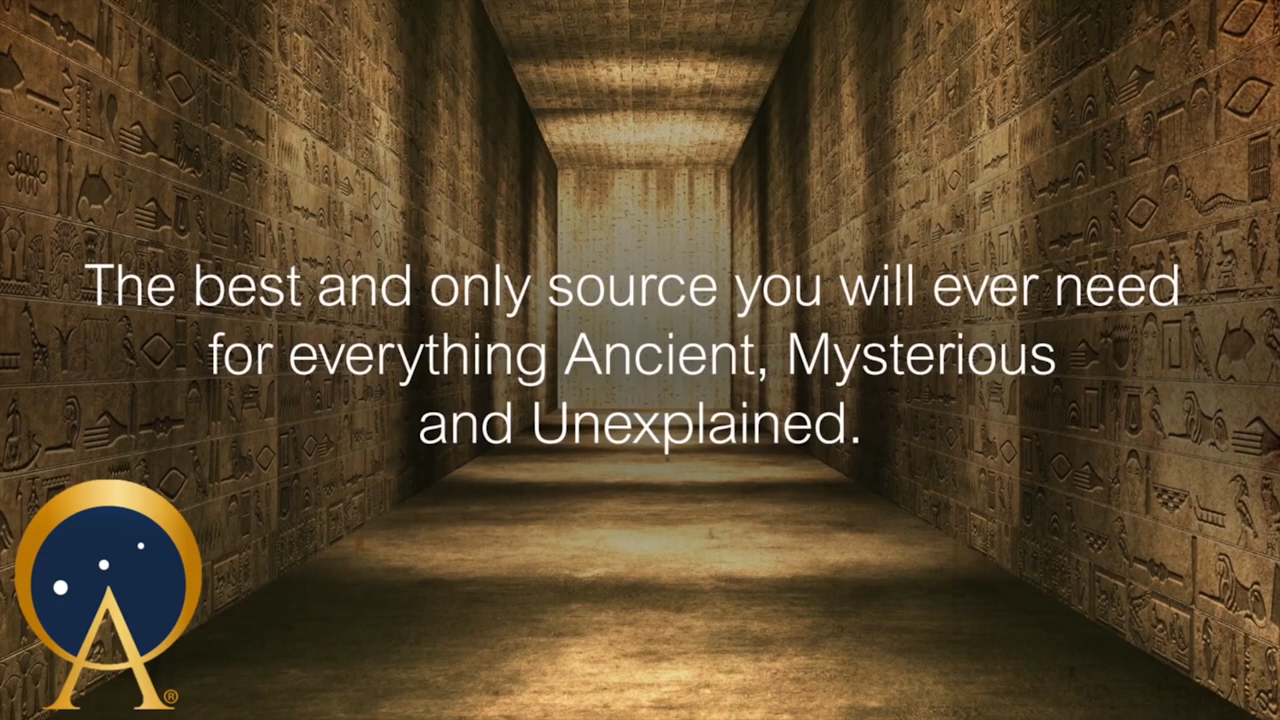 The best and only source you will ever need
for everything Ancient, Mysterious
and Unexplained.
A
®